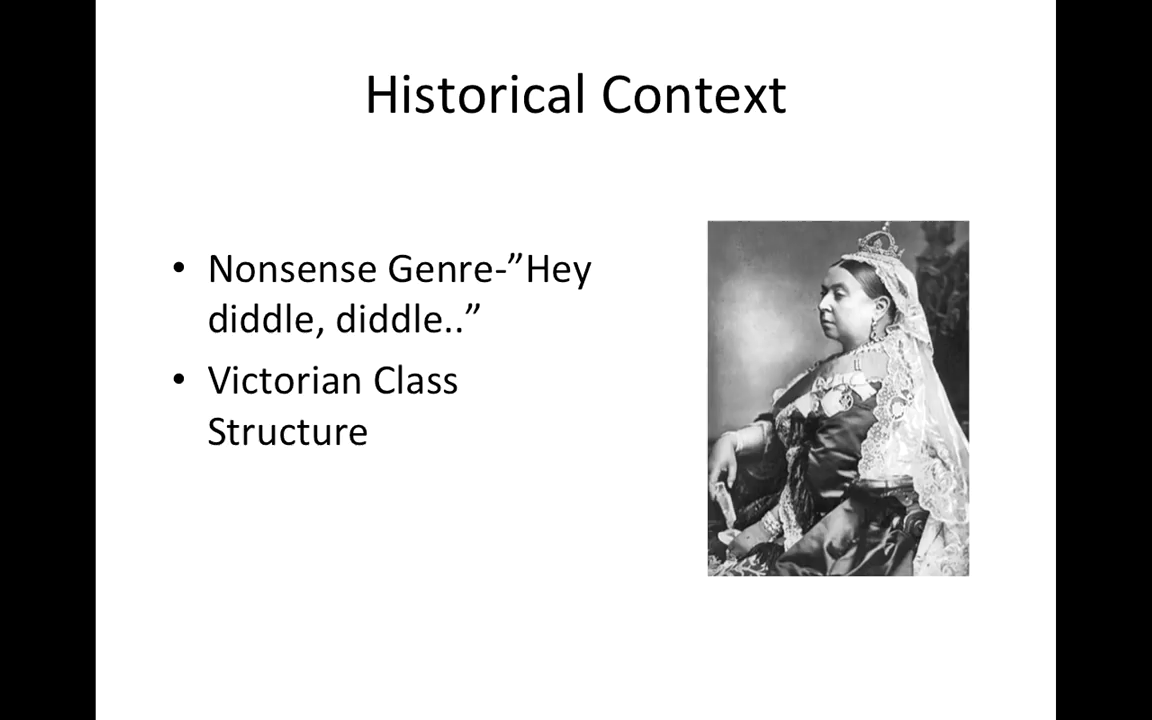 Historical Context
• Nonsense Genre-”Hey
diddle, diddle..”
• Victorian Class
Structure